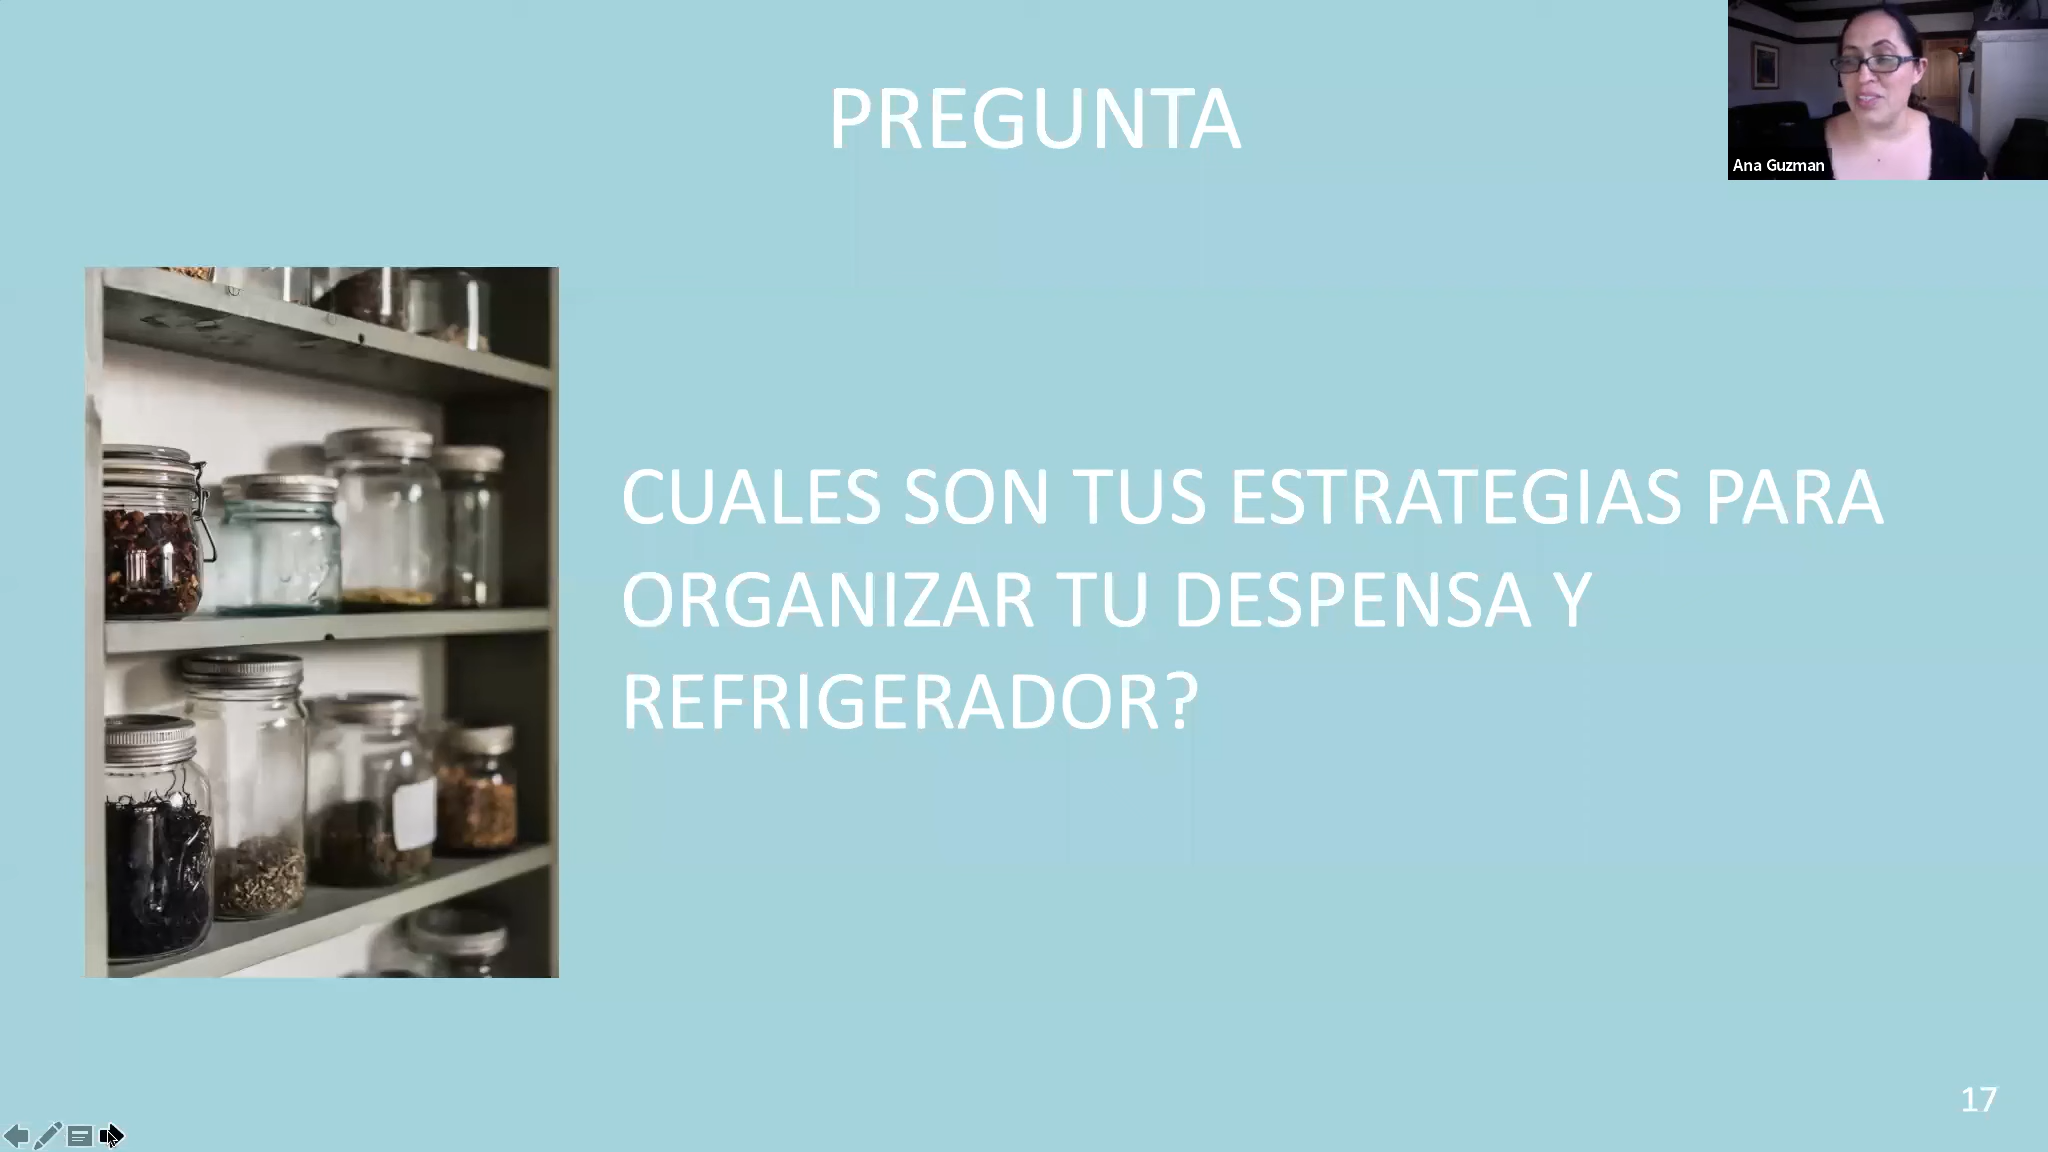 PREGUNTA
Ana Guzman
CUALES SON TUS ESTRATEGIAS PARA
ORGANIZAR TU DESPENSA Y
REFRIGERADOR?
17